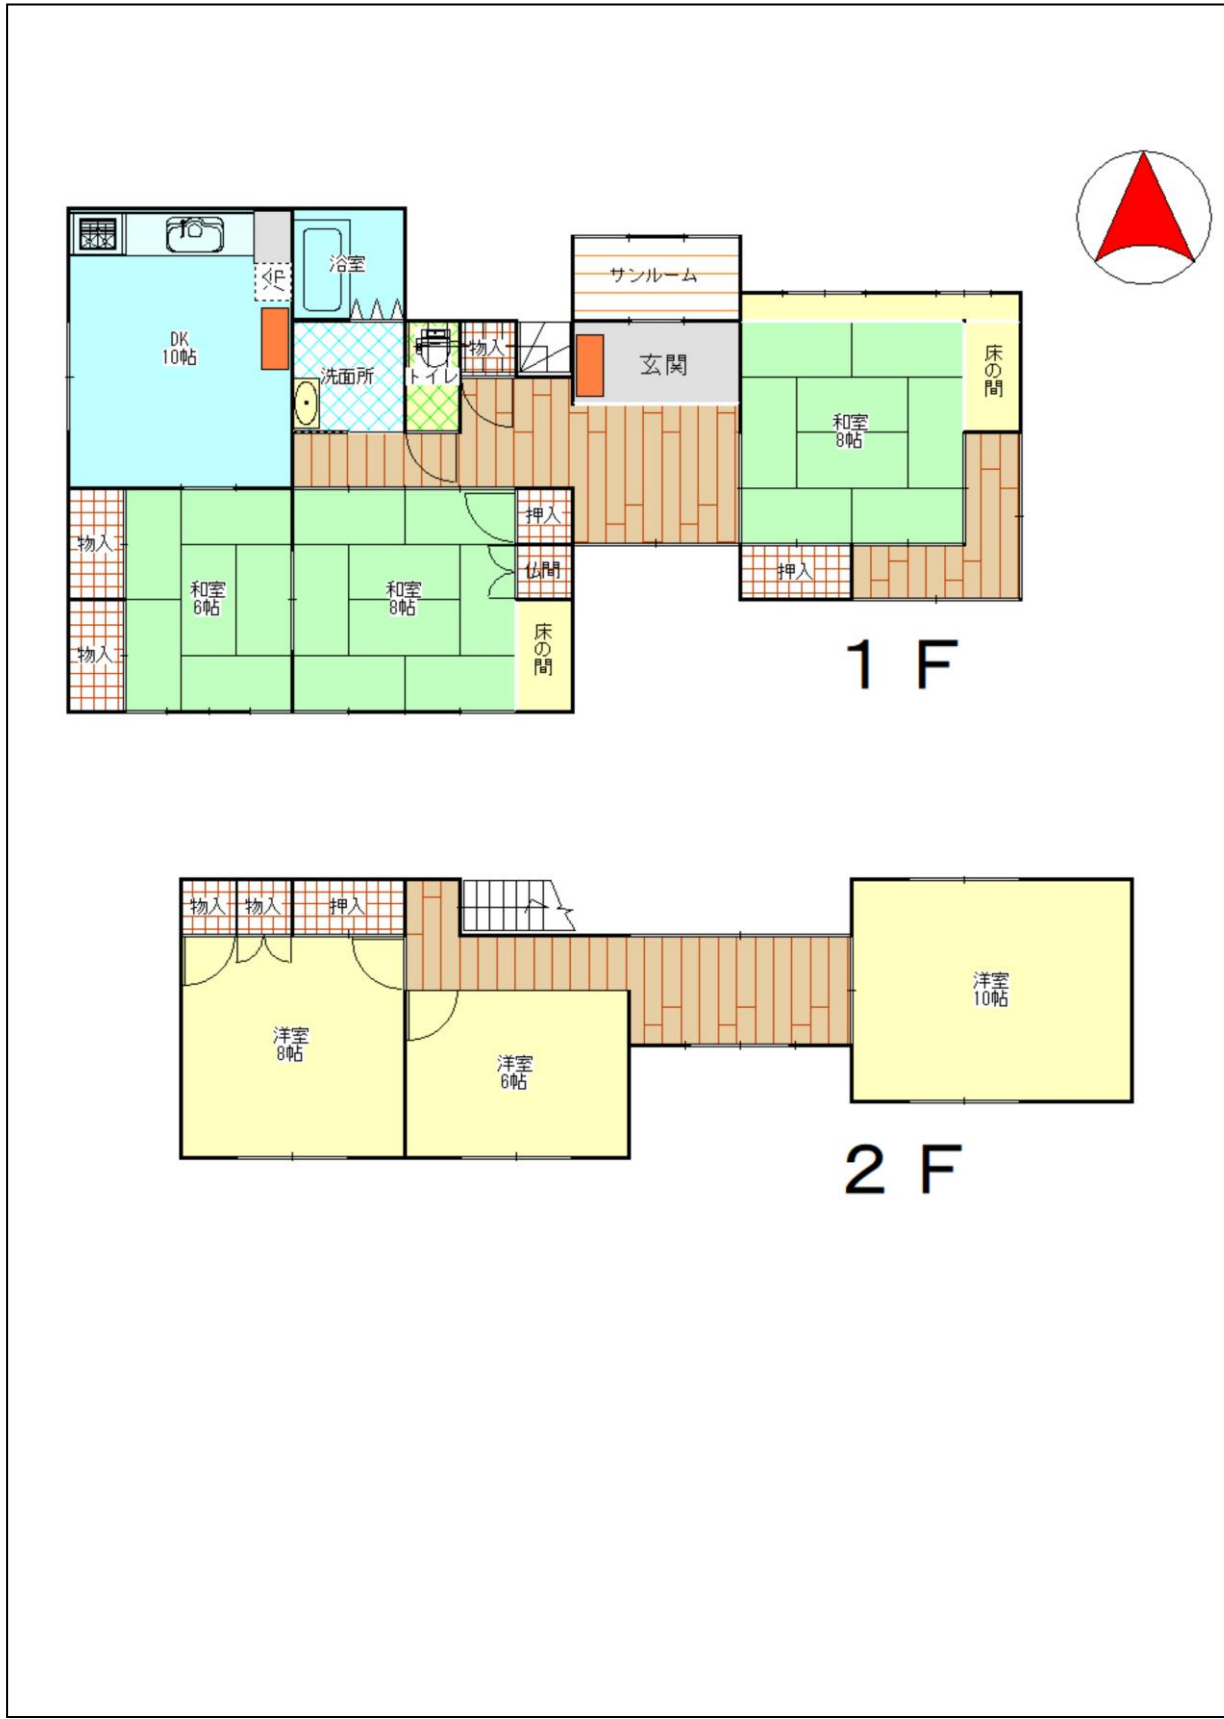 浴室
サンルーム
冷
DK
10帖
物入
玄関
床の間
洗面所
トイレ
和室
8帖
押入
物入
仏間
押入
和室
6帖
和室
8帖
床の間
物入
1F
物入
物入
押入
洋室
10帖
洋室
8帖
洋室
6帖
2F